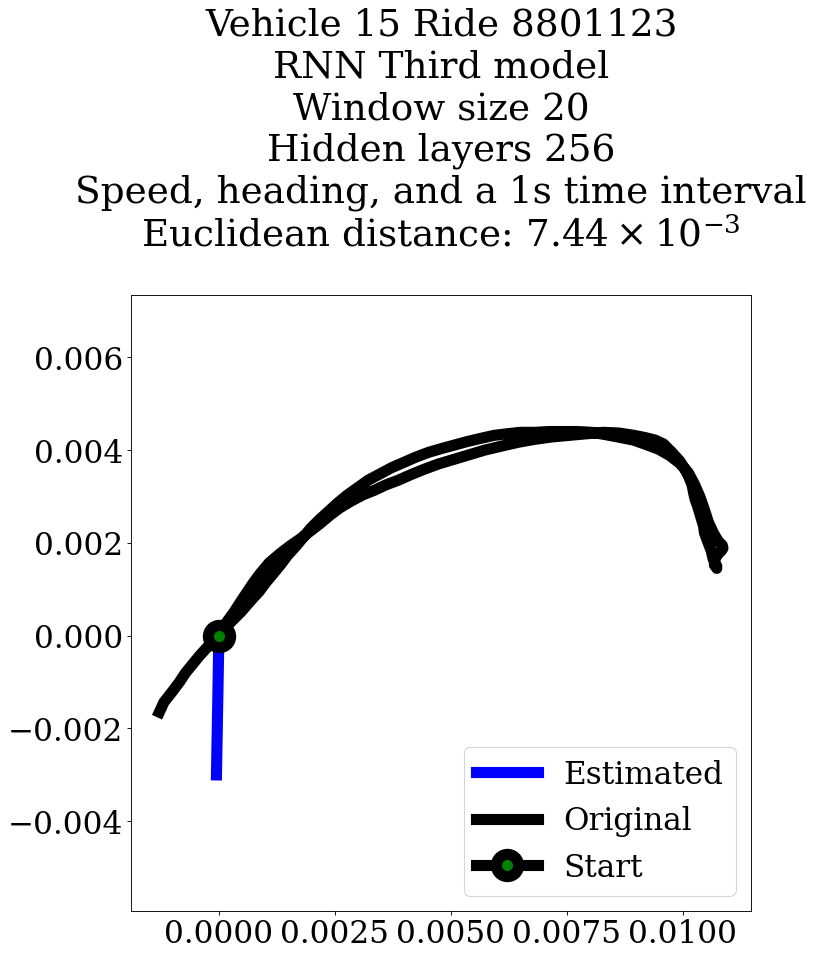 Vehicle 15 Ride 8801123
RNN Third model
Window size 20
Hidden layers 256
Speed, heading, and a 1s time interval
Euclidean distance: 7.44 × 10⁻³
0.006
0.004
0.002
0.000
−0.002
−0.004
Estimated
Original
Start
0.0000 0.0025 0.0050 0.0075 0.0100